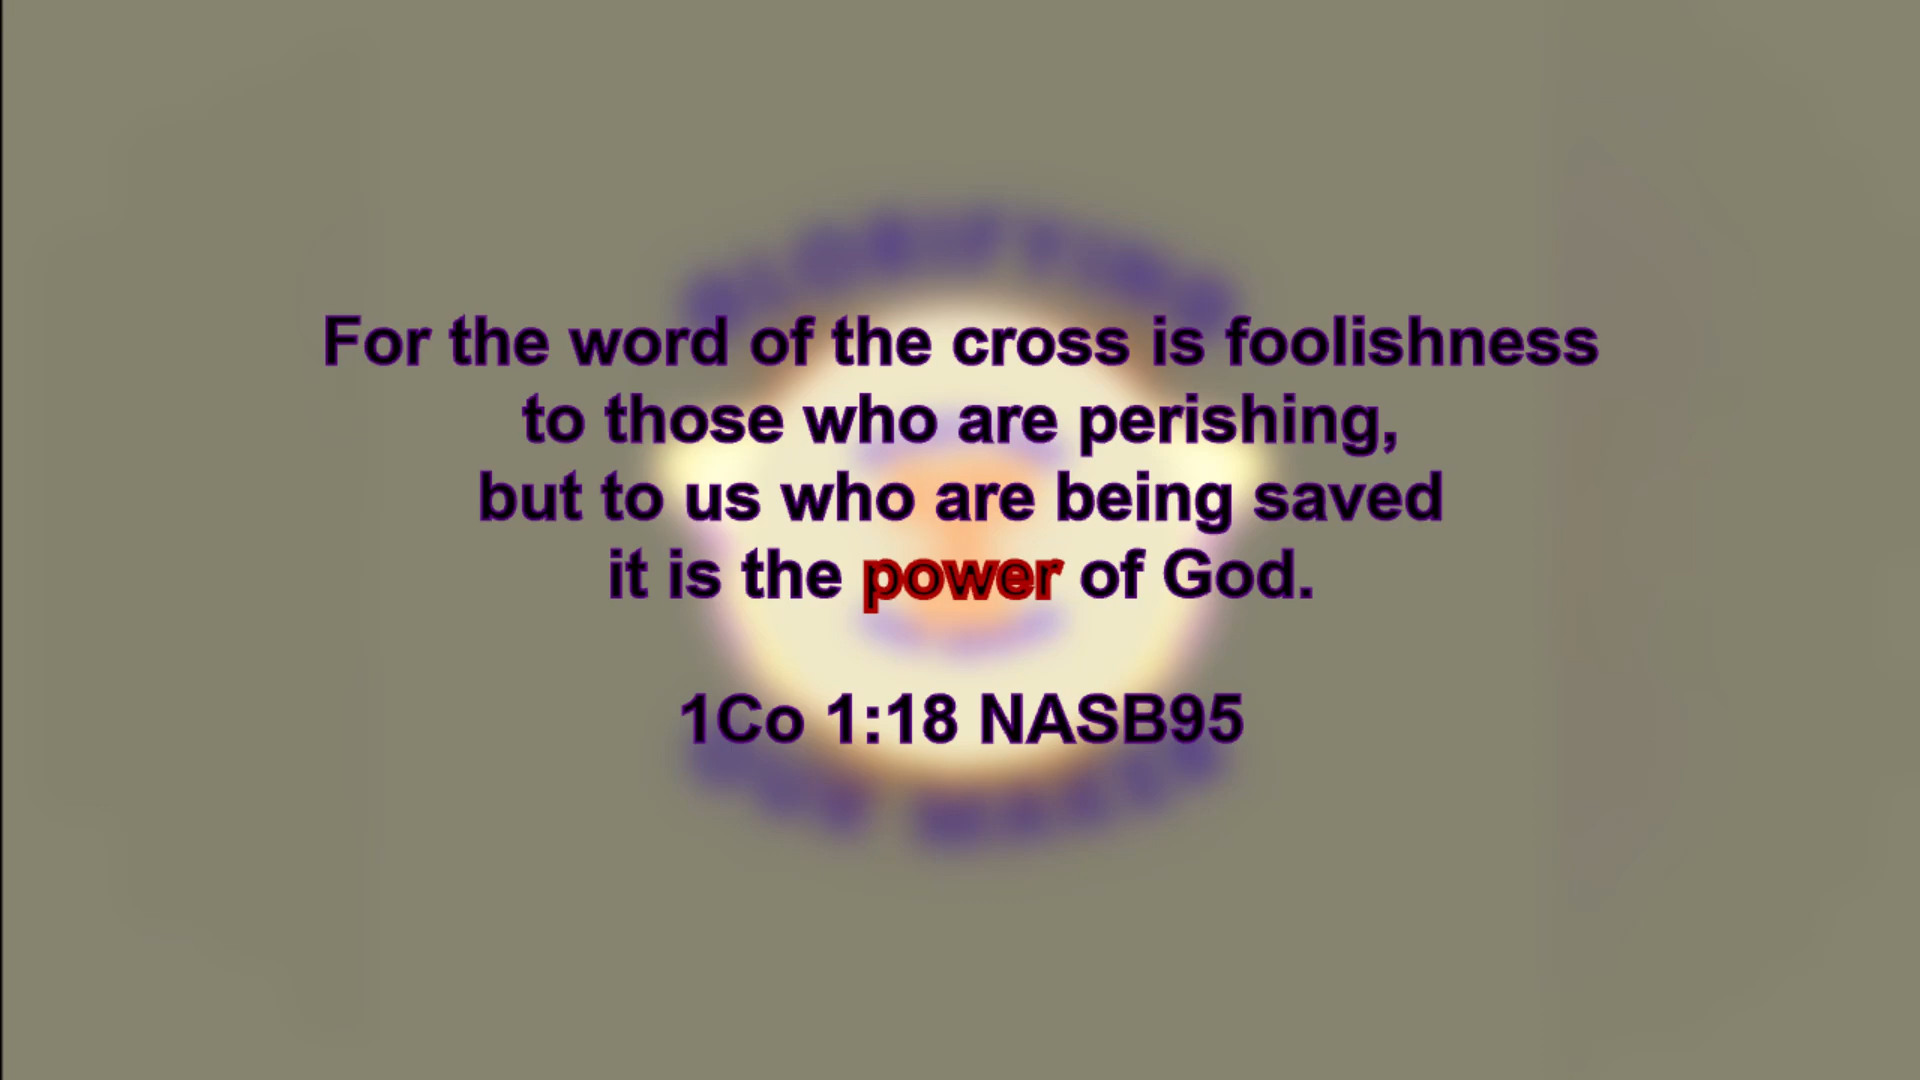 For the word of the cross is foolishness
to those who are perishing,
but to us who are being saved
it is the power of God.
1Co 1:18 NASB95